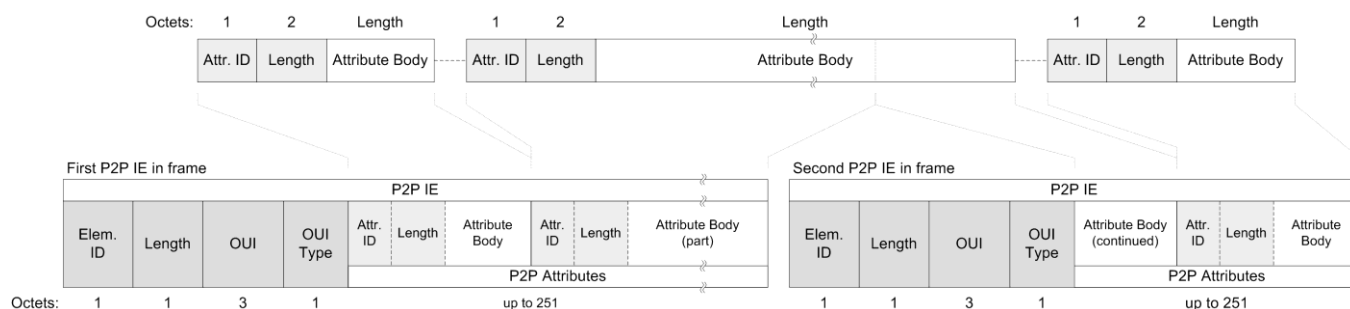 Octets: 1 2 Length 1 2 Length 1 2 Length
Attr. ID Length Attribute Body Attr. ID Length Attribute Body Attr. ID Length Attribute Body
First P2P IE in frame Second P2P IE in frame
P2P IE P2P IE
Elem. ID Length OUI OUI Type Attr. ID Length Attribute Body Attr. ID Length Attribute Body (part) Elem. ID Length OUI OUI Type Attribute Body (continued) Attr. ID Length Attribute Body
P2P Attributes P2P Attributes
Octets: 1 1 3 1 up to 251 1 1 3 1 up to 251